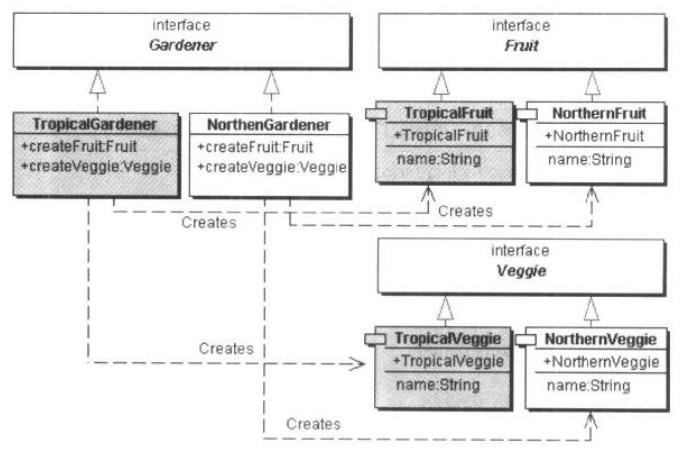 interface
Gardener
interface
Fruit
TropicalGardener
+createFruit:Fruit
+createVeggie:Veggie
NorthenGardener
+createFruit:Fruit
+createVeggie:Veggie
TropicalFruit
+TropicalFruit
name:String
NorthernFruit
+NorthernFruit
name:String
Creates
Creates
interface
Veggie
TropicalVeggie
+TropicalVeggie
name:String
NorthernVeggie
+NorthernVeggie
name:String
Creates
Creates